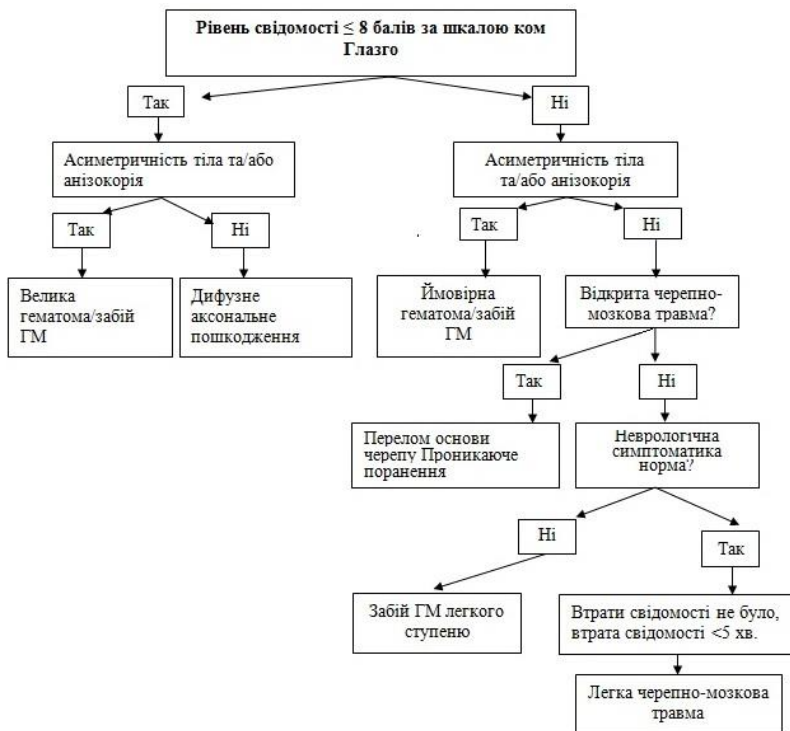 Рівень свідомості ≤ 8 балів за шкалою ком
Глазго
Так
Ні
Асиметричність тіла та/або
анізокорія
Асиметричність тіла
та/або анізокорія
Так
Ні
Так
Ні
Велика
гематома/забій
ГМ
Дифузне
аксональне
пошкодження
Ймовірна
гематома/забій
ГМ
Відкрита черепно-
мозкова травма?
Так
Ні
Перелом основи
черепу Проникаюче
поранення
Неврологічна
симптоматика
норма?
Ні
Так
Забій ГМ легкого
ступеню
Втрати свідомості не було,
втрата свідомості <5 хв.
Легка черепно-мозкова
травма